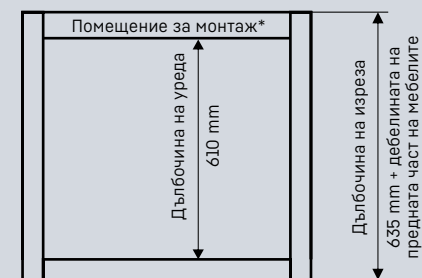 Помещение за монтаж*
Дълбочина на уреда
610 mm
Дълбочина на изреза
635 mm + дебелината на
предната част на мебелите